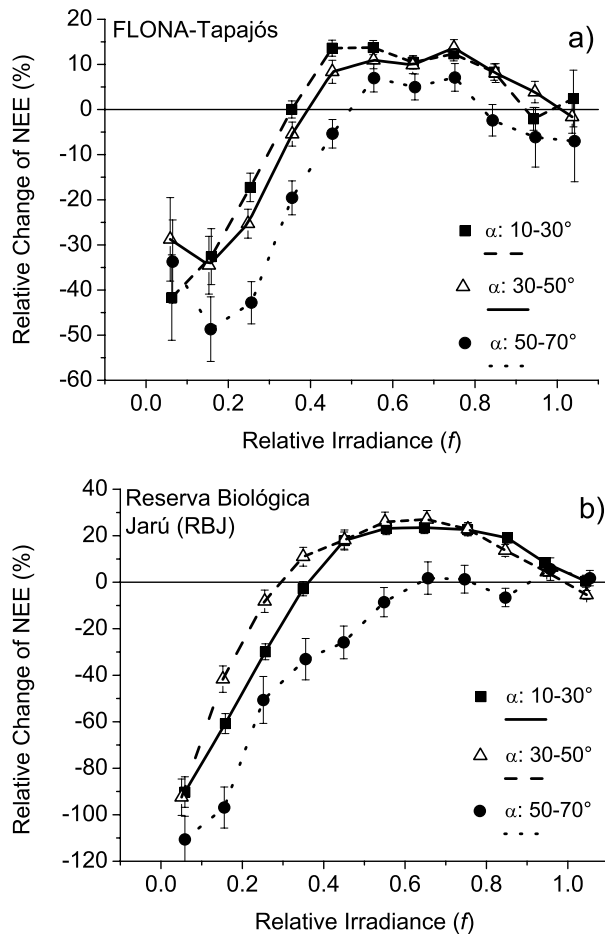 FLONA-Tapajós
a)
20
10
0
-10
-20
-30
-40
-50
-60
Relative Change of NEE (%)
α: 10-30°
α: 30-50°
α: 50-70°
0.0 0.2 0.4 0.6 0.8 1.0
Relative Irradiance (f)
Reserva Biológica
Jarú (RBJ)
b)
40
20
0
-20
-40
-60
-80
-100
-120
Relative Change of NEE (%)
α: 10-30°
α: 30-50°
α: 50-70°
0.0 0.2 0.4 0.6 0.8 1.0
Relative Irradiance (f)